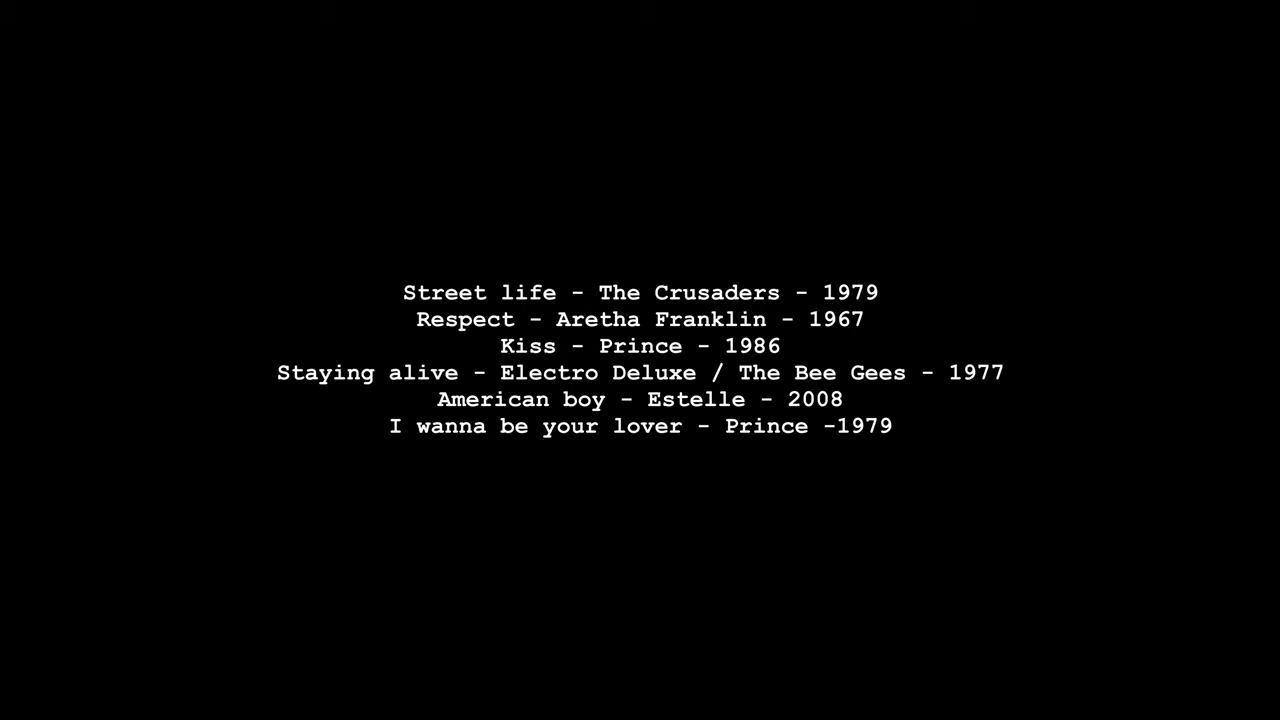 Street life - The Crusaders - 1979
Respect - Aretha Franklin - 1967
Kiss - Prince - 1986
Staying alive - Electro Deluxe / The Bee Gees - 1977
American boy - Estelle - 2008
I wanna be your lover - Prince -1979